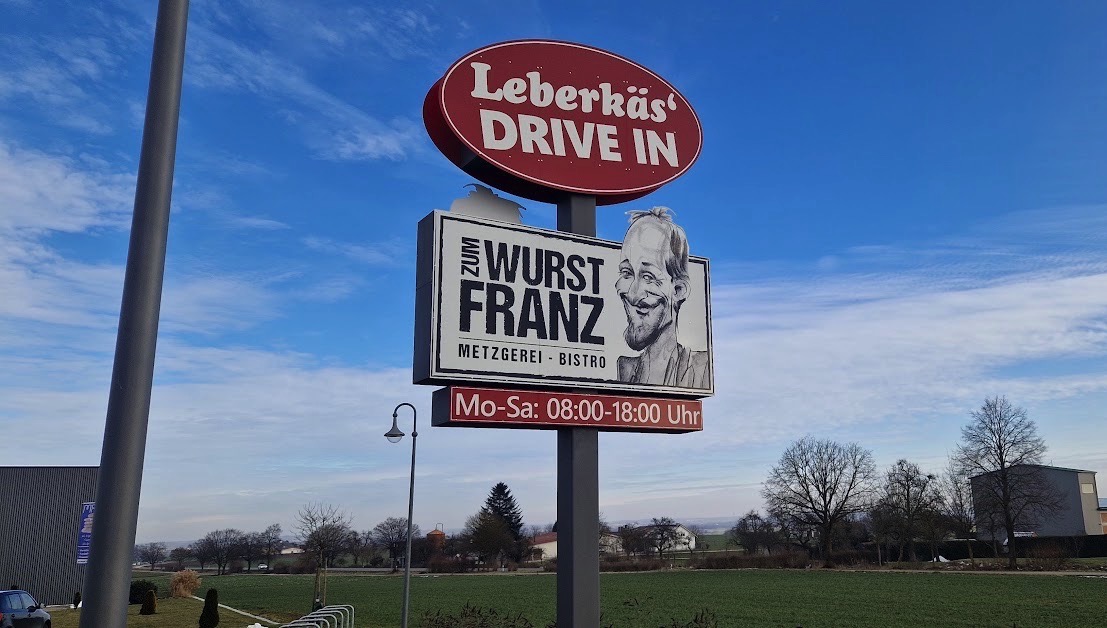 Leberkäs‘
DRIVE IN
ZUM
WURST
FRANZ
METZGEREI - BISTRO
Mo-Sa: 08:00-18:00 Uhr